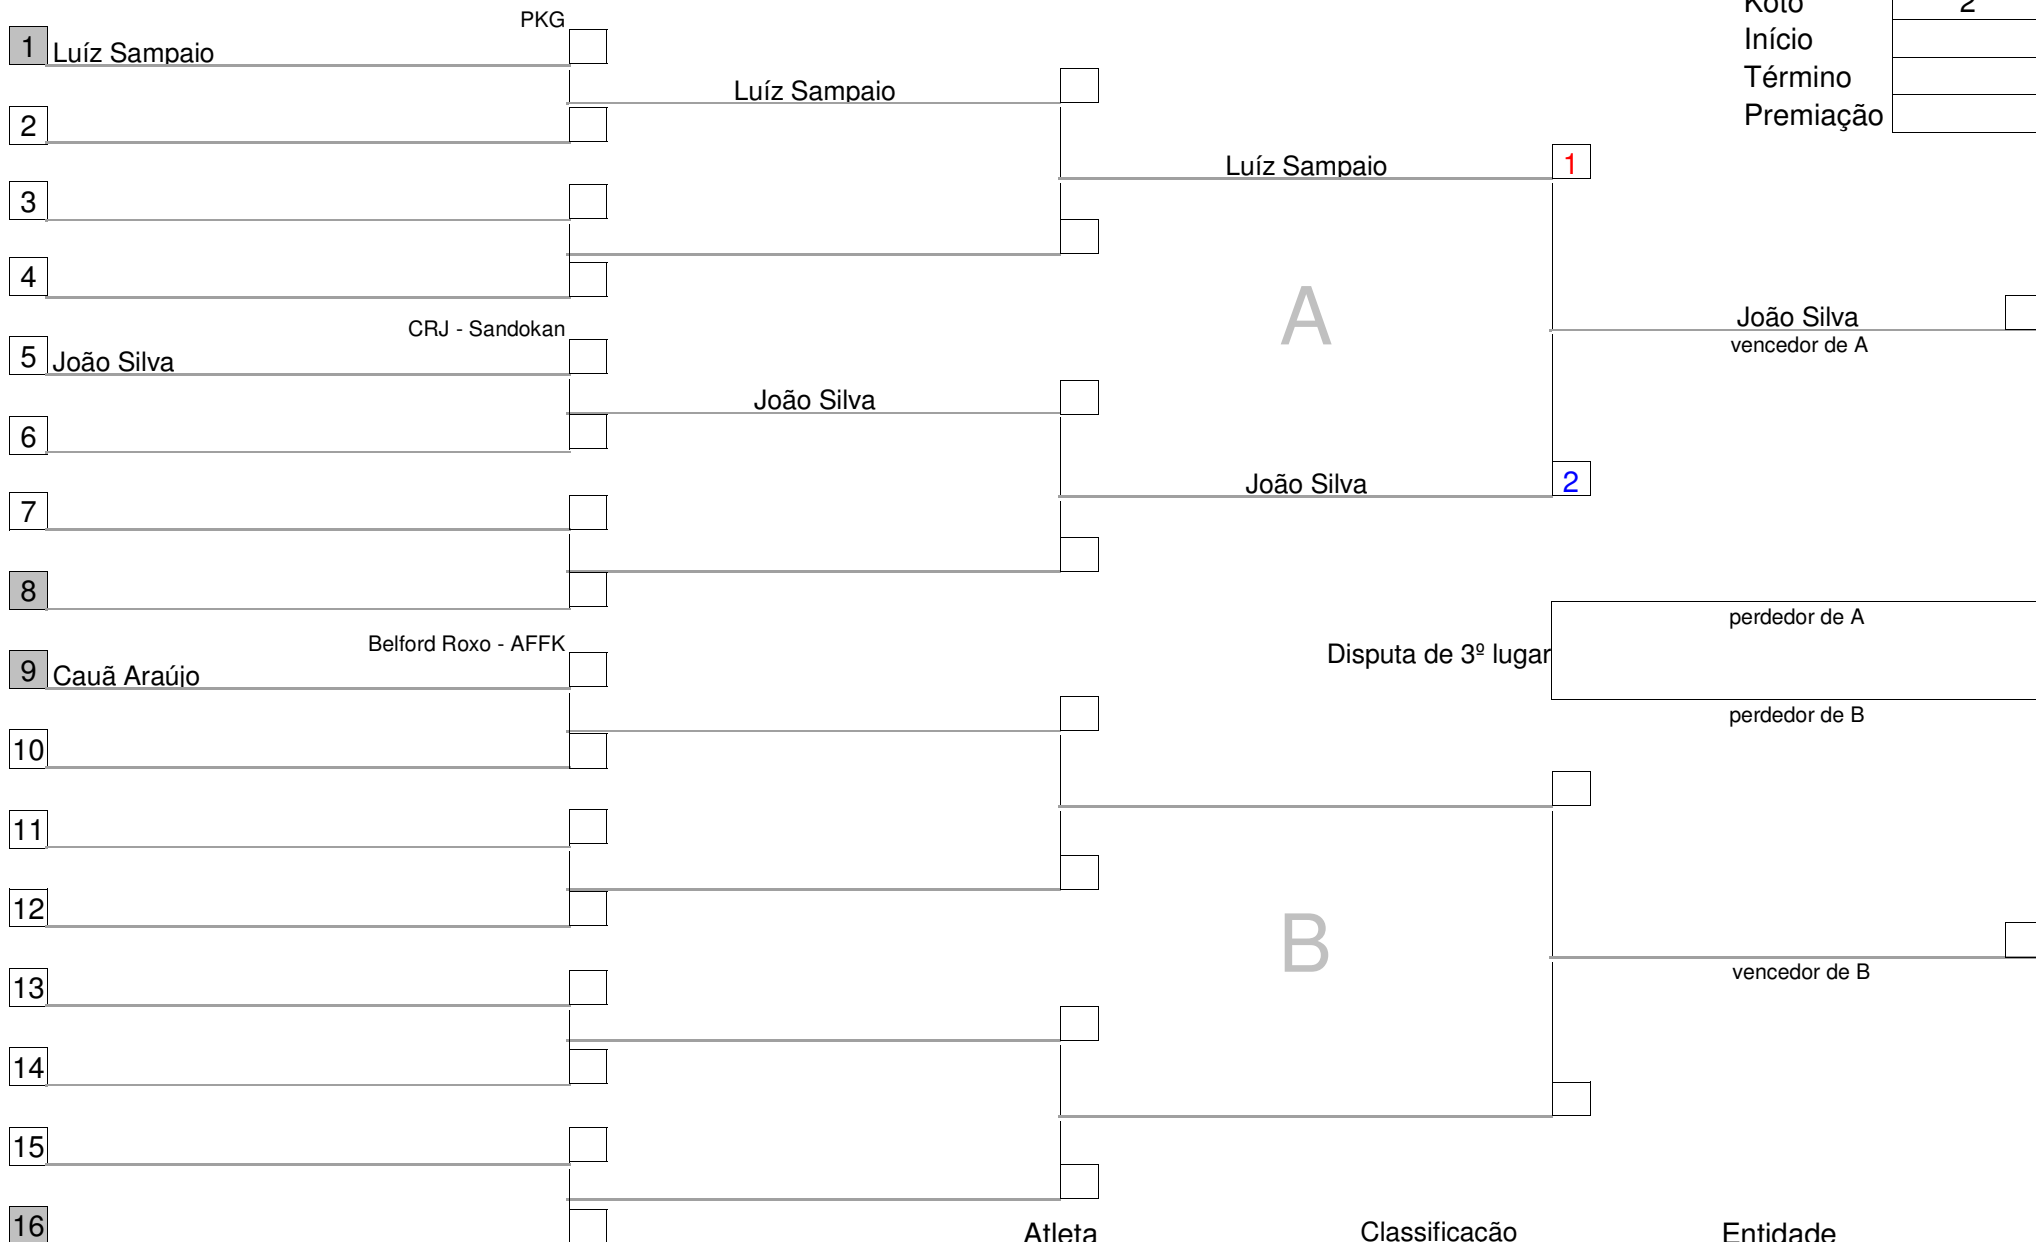 PKG
Koto 2
1 Luíz Sampaio
Início
Luíz Sampaio
Término
2
Premiação
Luíz Sampaio 1
3
4
A
CRJ - Sandokan
João Silva
vencedor de A
5 João Silva
João Silva
6
João Silva 2
7
8
perdedor de A
Belford Roxo - AFFK
Disputa de 3º lugar
9 Cauã Araújo
perdedor de B
10
11
12
B
13
vencedor de B
14
15
16
Atleta Classificação Entidade